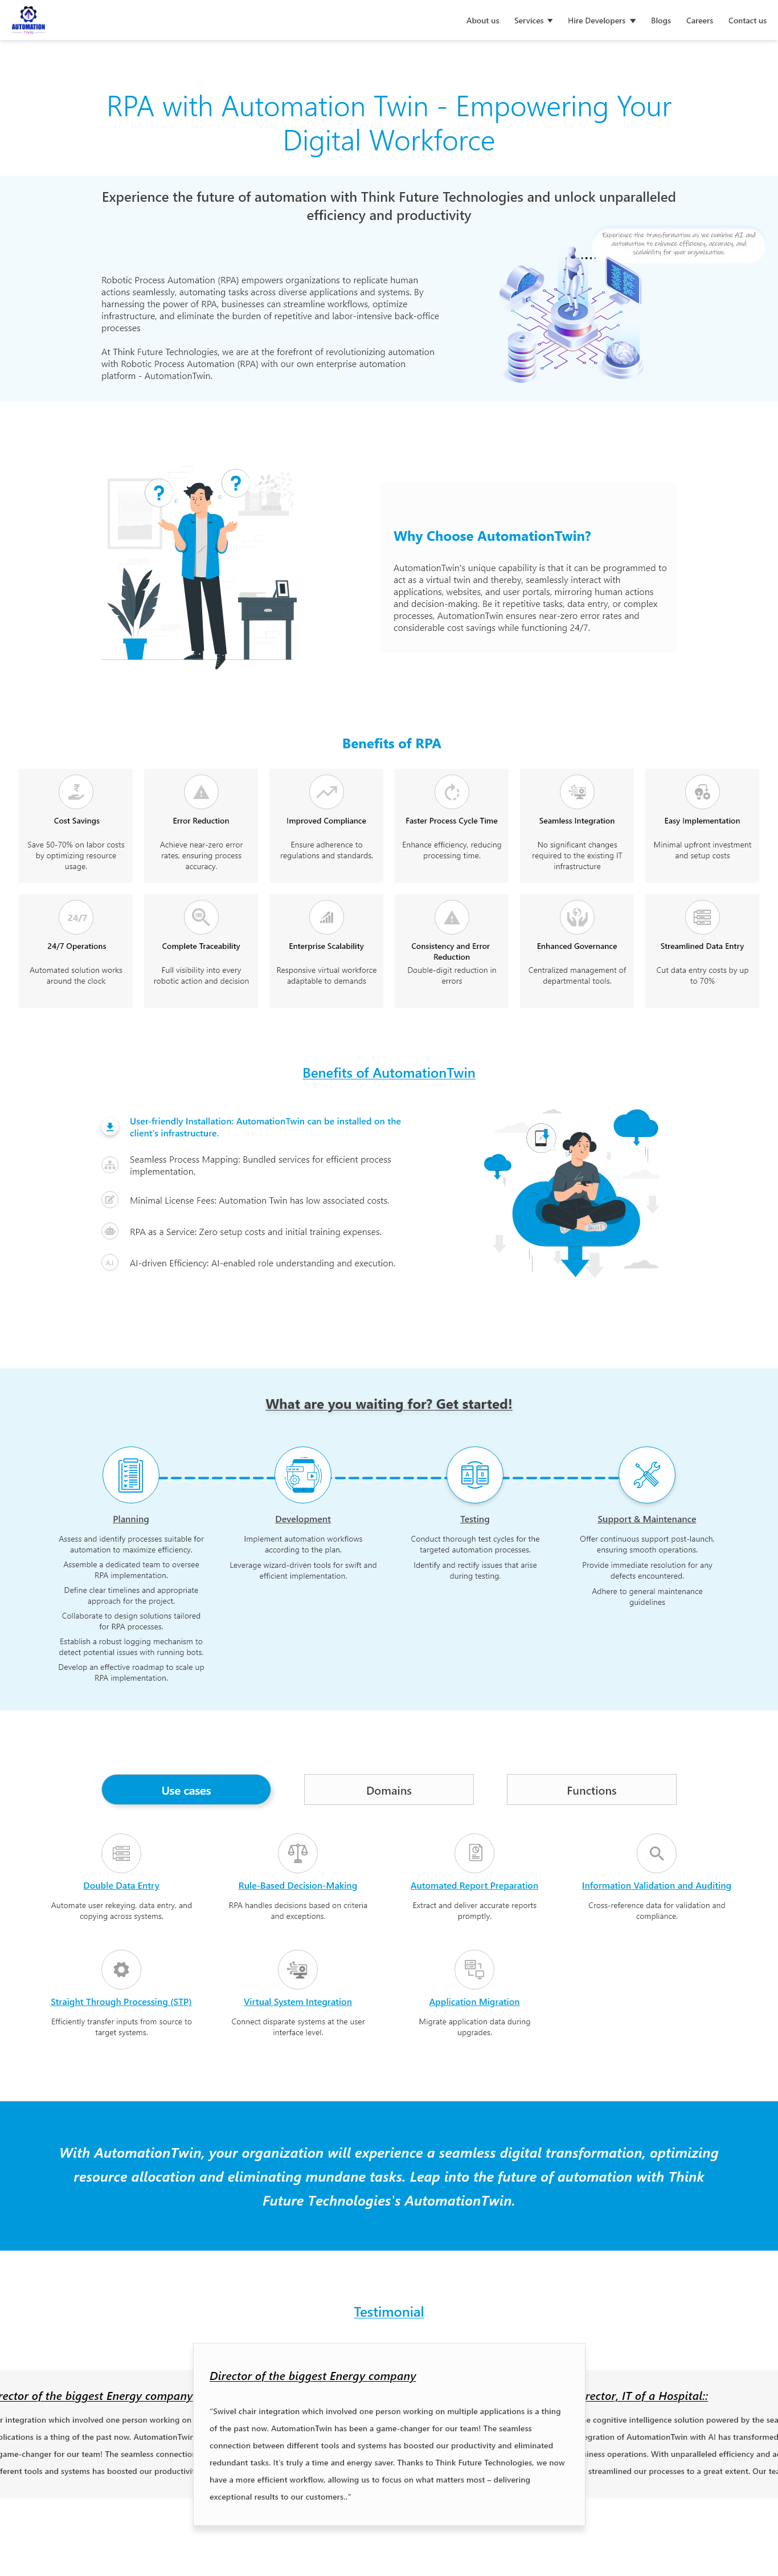 AUTOMATION
About us
Services
Hire Developers
Blogs
Careers
Contact us
RPA with Automation Twin - Empowering Your
Digital Workforce
Experience the future of automation with Think Future Technologies and unlock unparalleled
efficiency and productivity
Experience the transformation as we combine AI and
automation to enhance efficiency, accuracy, and
scalability for your organization.
Robotic Process Automation (RPA) empowers organizations to replicate human
actions seamlessly, automating tasks across diverse applications and systems. By
harnessing the power of RPA, businesses can streamline workflows, optimize
infrastructure, and eliminate the burden of repetitive and labor-intensive back-office
processes
At Think Future Technologies, we are at the forefront of revolutionizing automation
with Robotic Process Automation (RPA) with our own enterprise automation
platform - AutomationTwin.
?
?
Why Choose AutomationTwin?
AutomationTwin's unique capability is that it can be programmed to
act as a virtual twin and thereby, seamlessly interact with
applications, websites, and user portals, mirroring human actions
and decision-making. Be it repetitive tasks, data entry, or complex
processes, AutomationTwin ensures near-zero error rates and
considerable cost savings while functioning 24/7.
Benefits of RPA
Cost Savings
Save 50-70% on labor costs
by optimizing resource
usage.
Error Reduction
Achieve near-zero error
rates, ensuring process
accuracy.
Improved Compliance
Ensure adherence to
regulations and standards.
Faster Process Cycle Time
Enhance efficiency, reducing
processing time.
Seamless Integration
No significant changes
required to the existing IT
infrastructure
Easy Implementation
Minimal upfront investment
and setup costs
24/7
24/7 Operations
Automated solution works
around the clock
Complete Traceability
Full visibility into every
robotic action and decision
Enterprise Scalability
Responsive virtual workforce
adaptable to demands
Consistency and Error
Reduction
Double-digit reduction in
errors
Enhanced Governance
Centralized management of
departmental tools.
Streamlined Data Entry
Cut data entry costs by up
to 70%
Benefits of AutomationTwin
User-friendly Installation: AutomationTwin can be installed on the
client's infrastructure.
Seamless Process Mapping: Bundled services for efficient process
implementation.
Minimal License Fees: Automation Twin has low associated costs.
RPA as a Service: Zero setup costs and initial training expenses.
A.I
AI-driven Efficiency: AI-enabled role understanding and execution.
What are you waiting for? Get started!
Planning
Assess and identify processes suitable for
automation to maximize efficiency.
Assemble a dedicated team to oversee
RPA implementation.
Define clear timelines and appropriate
approach for the project.
Collaborate to design solutions tailored
for RPA processes.
Establish a robust logging mechanism to
detect potential issues with running bots.
Develop an effective roadmap to scale up
RPA implementation.
Development
Implement automation workflows
according to the plan.
Leverage wizard-driven tools for swift and
efficient implementation.
A B
Testing
Conduct thorough test cycles for the
targeted automation processes.
Identify and rectify issues that arise
during testing.
Support & Maintenance
Offer continuous support post-launch,
ensuring smooth operations.
Provide immediate resolution for any
defects encountered.
Adhere to general maintenance
guidelines
Use cases
Domains
Functions
Double Data Entry
Automate user rekeying, data entry, and
copying across systems.
Rule-Based Decision-Making
RPA handles decisions based on criteria
and exceptions.
Automated Report Preparation
Extract and deliver accurate reports
promptly.
Information Validation and Auditing
Cross-reference data for validation and
compliance.
Straight Through Processing (STP)
Efficiently transfer inputs from source to
target systems.
Virtual System Integration
Connect disparate systems at the user
interface level.
Application Migration
Migrate application data during
upgrades.
With AutomationTwin, your organization will experience a seamless digital transformation, optimizing
resource allocation and eliminating mundane tasks. Leap into the future of automation with Think
Future Technologies's AutomationTwin.
Testimonial
rector of the biggest Energy company
r integration which involved one person working on
plications is a thing of the past now. AutomationTwin
game-changer for our team! The seamless connection
ferent tools and systems has boosted our productivit
Director of the biggest Energy company
"Swivel chair integration which involved one person working on multiple applications is a thing
of the past now. AutomationTwin has been a game-changer for our team! The seamless
connection between different tools and systems has boosted our productivity and eliminated
redundant tasks. It's truly a time and energy saver. Thanks to Think Future Technologies, we now
have a more efficient workflow, allowing us to focus on what matters most – delivering
exceptional results to our customers.."
rector, IT of a Hospital::
e cognitive intelligence solution powered by the sea
egration of AutomationTwin with AI has transformed
iness operations. With unparalleled efficiency and a
streamlined our processes to a great extent. Our tea